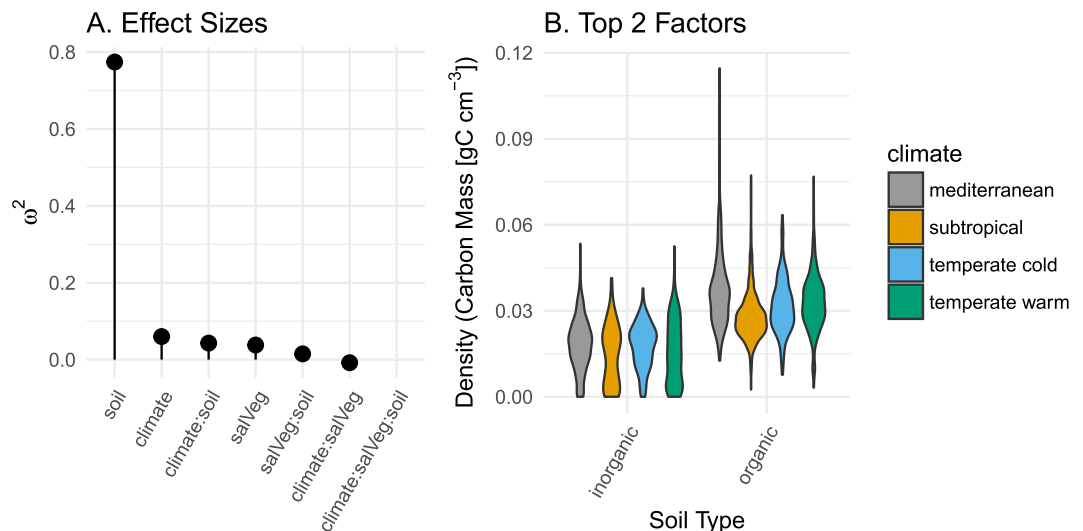 A. Effect Sizes
0.8
0.6
0.4
0.2
0.0
ω²
soil
climate
climate:soil
salVeg
salVeg:soil
climate:salVeg
climate:salVeg:soil
B. Top 2 Factors
0.12
0.09
0.06
0.03
0.00
Density (Carbon Mass [gC cm⁻³])
inorganic
organic
Soil Type
climate
mediterranean
subtropical
temperate cold
temperate warm